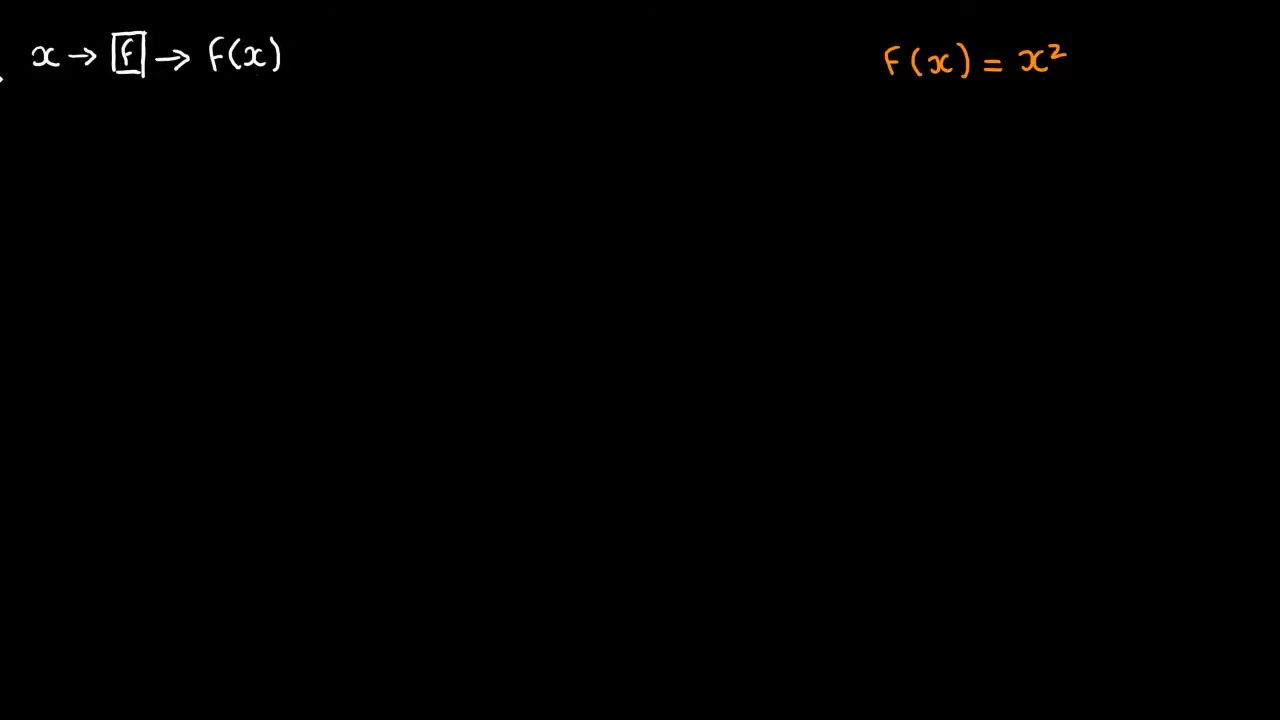 x → f → f(x)
f(x) = x²